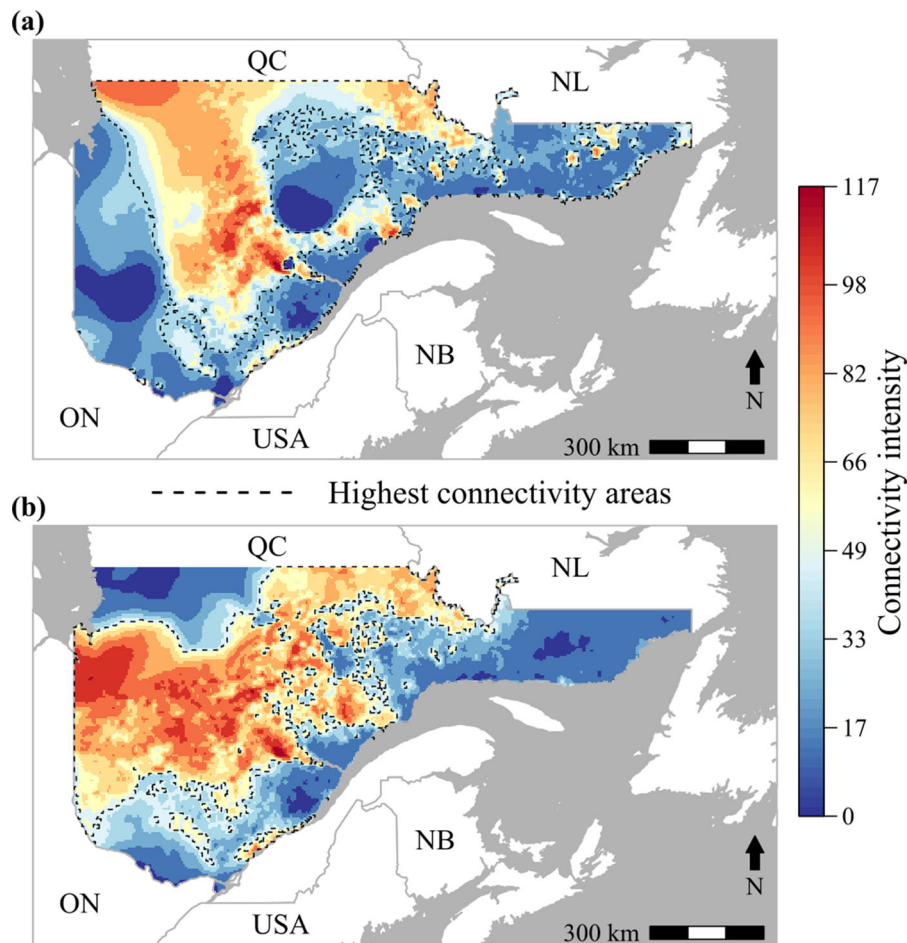 (a)
QC
NL
NB
ON
USA
N
300 km
Highest connectivity areas
(b)
QC
NL
NB
ON
USA
N
300 km
117
98
82
66
49
33
17
0
Connectivity intensity